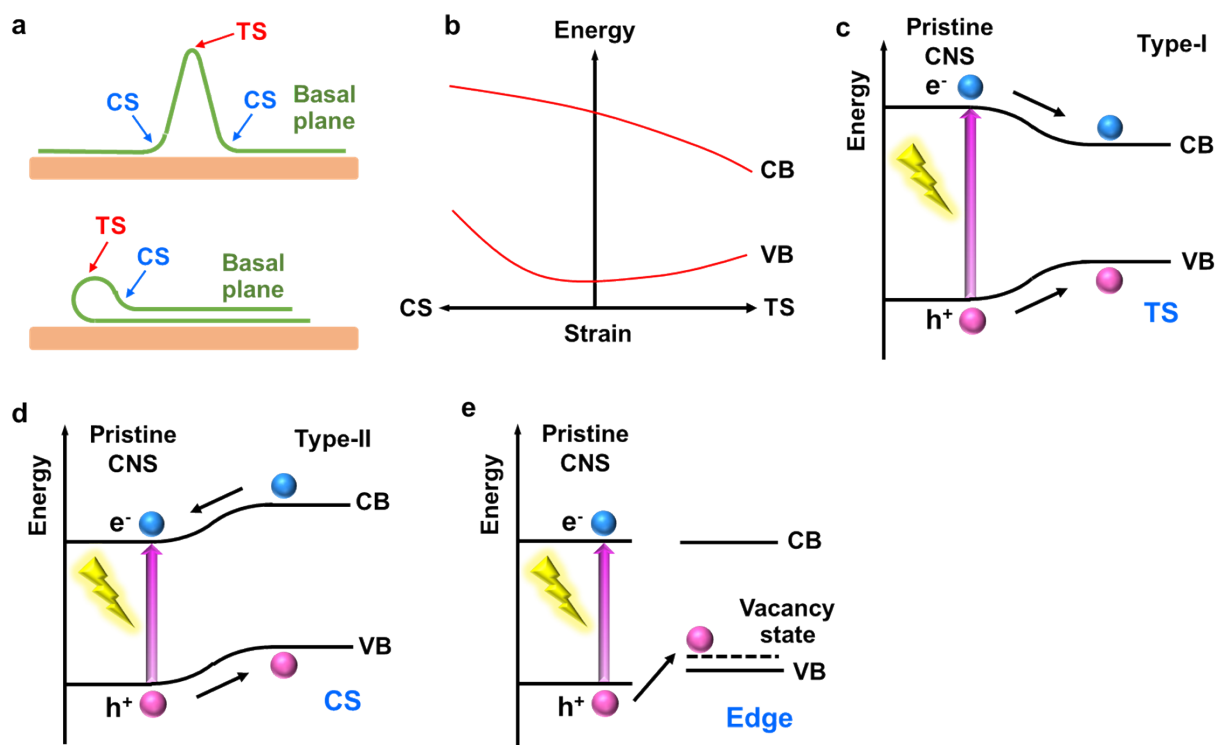 a
TS
CS
CS
Basal
plane
TS
CS
Basal
plane
b
Energy
CB
VB
CS
TS
Strain
c
Pristine
CNS
Type-I
Energy
e-
CB
VB
h+
TS
d
Pristine
CNS
Type-II
Energy
e-
CB
VB
h+
CS
e
Pristine
CNS
Energy
e-
CB
Vacancy
state
VB
h+
Edge